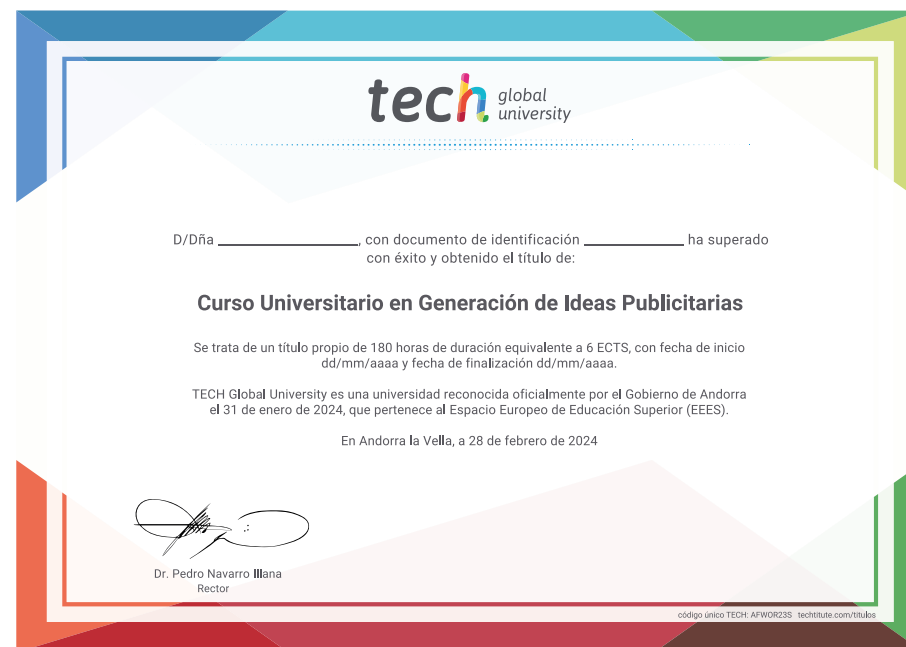 tech global university
D/Dña ____________________, con documento de identificación ______________ ha superado
con éxito y obtenido el título de:
Curso Universitario en Generación de Ideas Publicitarias
Se trata de un título propio de 180 horas de duración equivalente a 6 ECTS, con fecha de inicio
dd/mm/aaaa y fecha de finalización dd/mm/aaaa.
TECH Global University es una universidad reconocida oficialmente por el Gobierno de Andorra
el 31 de enero de 2024, que pertenece al Espacio Europeo de Educación Superior (EEES).
En Andorra la Vella, a 28 de febrero de 2024
Dr. Pedro Navarro Illana
Rector
código único TECH: AFWOR23S techtitute.com/titulos